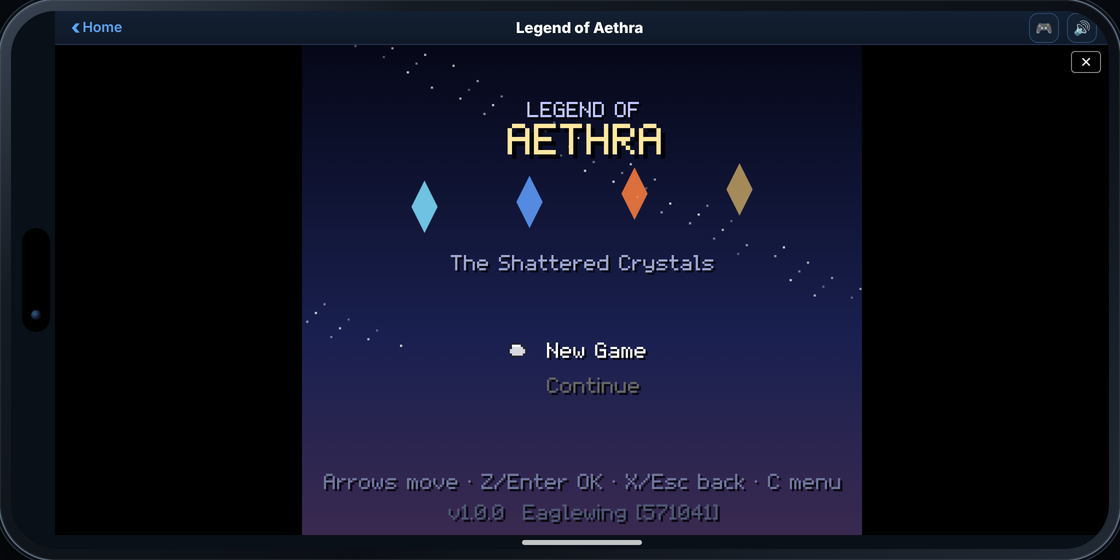 Home
Legend of Aethra
LEGEND OF
AETHRA
The Shattered Crystals
New Game
Continue
Arrows move · Z/Enter OK · X/Esc back · C menu
v1.0.0 Eaglewing [571041]